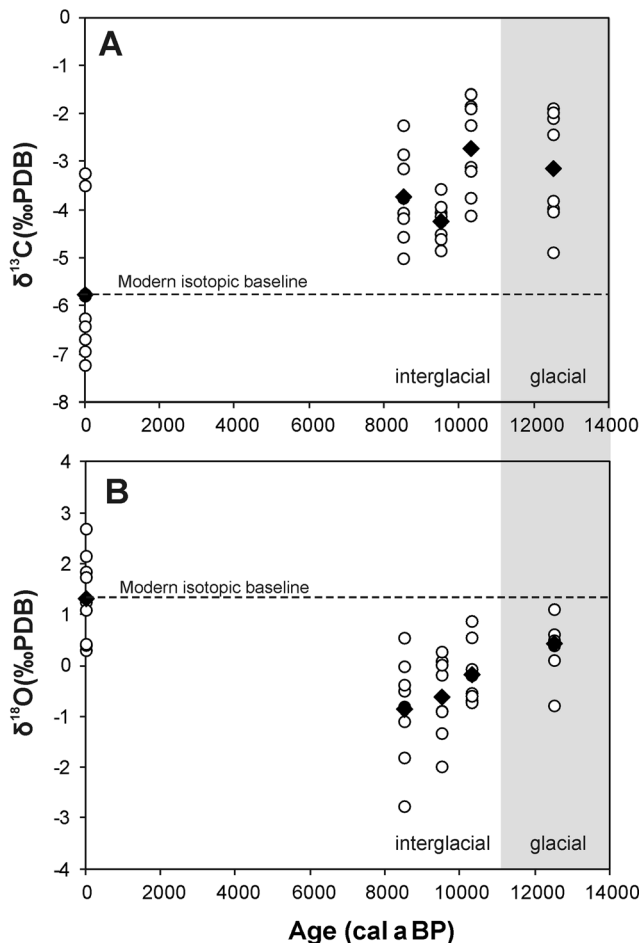 A
0
-1
-2
-3
-4
-5
-6
-7
-8
δ¹³C(‰PDB)
Modern isotopic baseline
interglacial glacial
0 2000 4000 6000 8000 10000 12000 14000
B
4
3
2
1
0
-1
-2
-3
-4
δ¹⁸O(‰PDB)
Modern isotopic baseline
interglacial glacial
0 2000 4000 6000 8000 10000 12000 14000
Age (cal a BP)